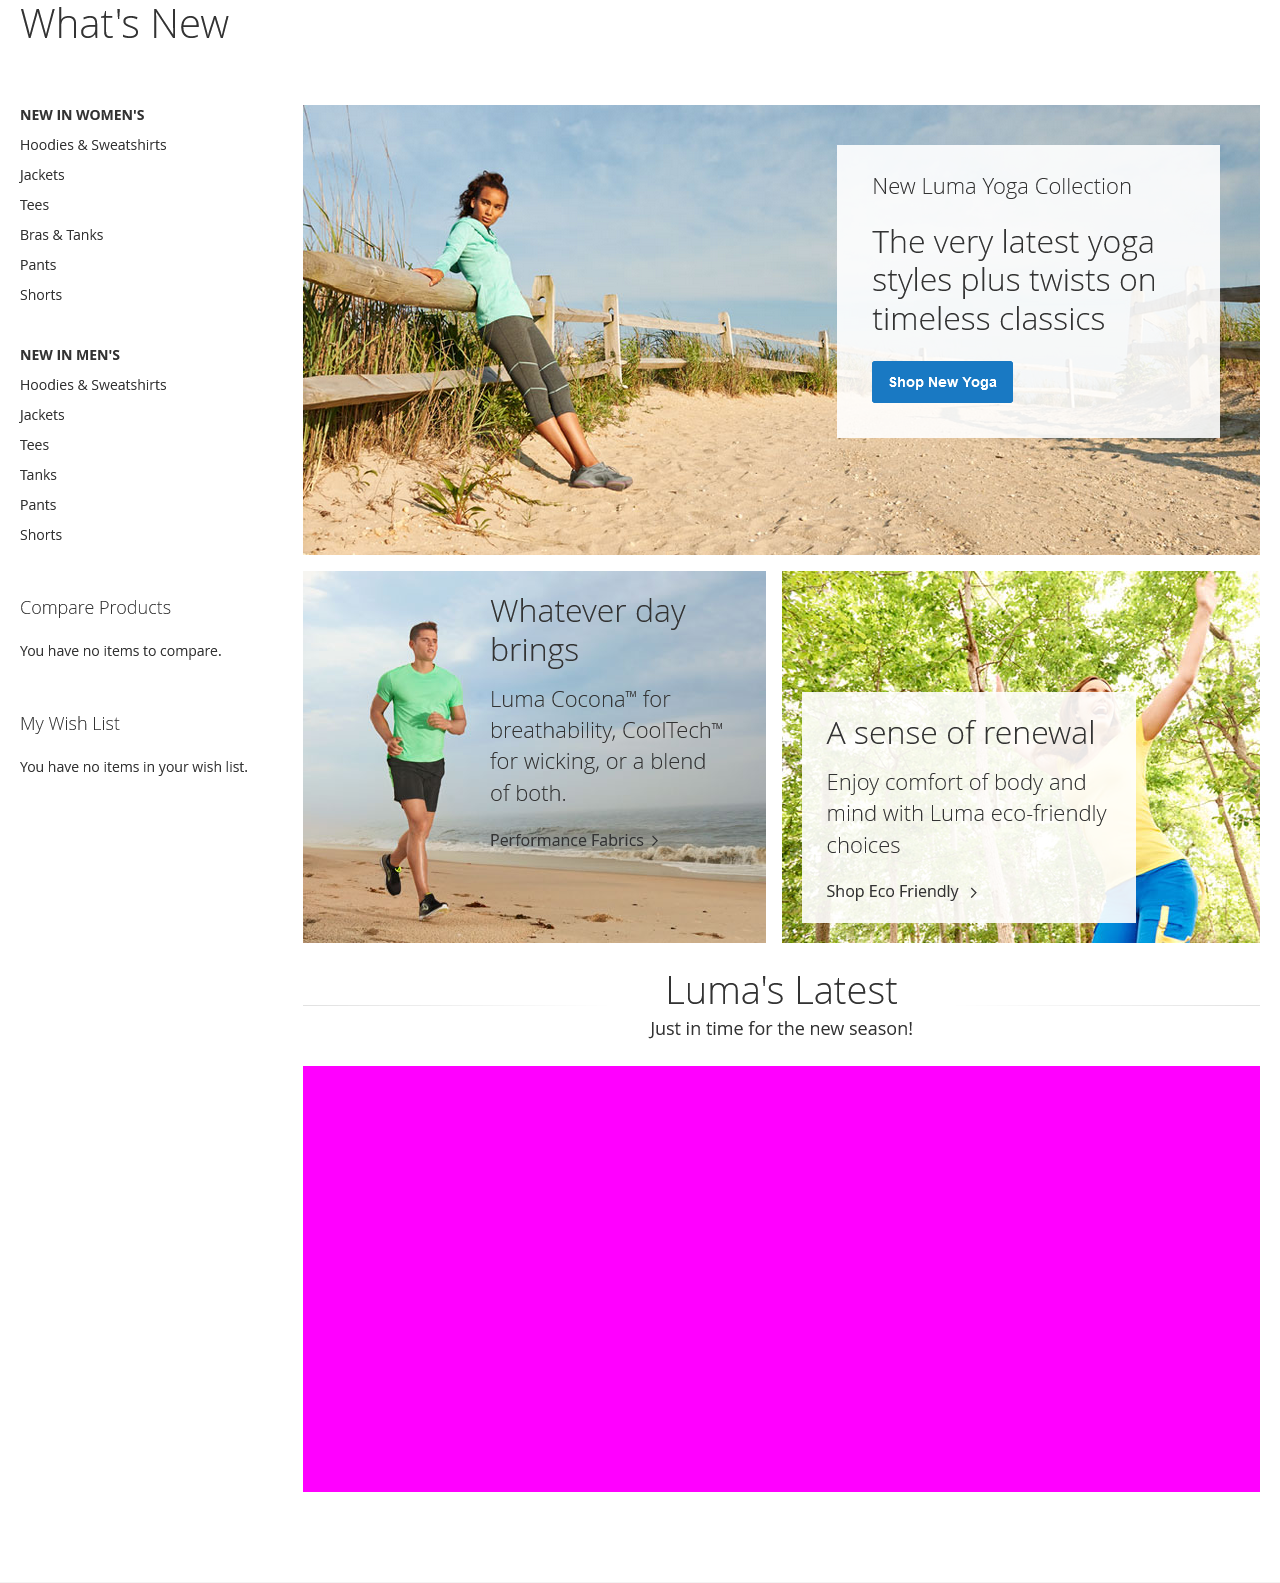 What's New
NEW IN WOMEN'S
Hoodies & Sweatshirts
Jackets
Tees
Bras & Tanks
Pants
Shorts
NEW IN MEN'S
Hoodies & Sweatshirts
Jackets
Tees
Tanks
Pants
Shorts
Compare Products
You have no items to compare.
My Wish List
You have no items in your wish list.
New Luma Yoga Collection
The very latest yoga
styles plus twists on
timeless classics
Shop New Yoga
Whatever day
brings
Luma Cocona™ for
breathability, CoolTech™
for wicking, or a blend
of both.
Performance Fabrics
A sense of renewal
Enjoy comfort of body and
mind with Luma eco-friendly
choices
Shop Eco Friendly
Luma's Latest
Just in time for the new season!